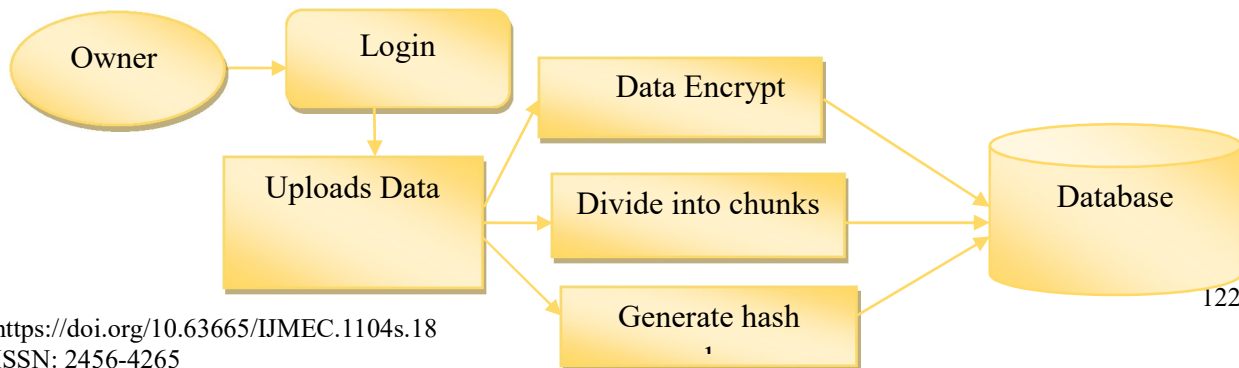 Owner
Login
Data Encrypt
Uploads Data
Divide into chunks
Database
Generate hash
122
https://doi.org/10.63665/IJMEC.1104s.18
ISSN: 2456-4265